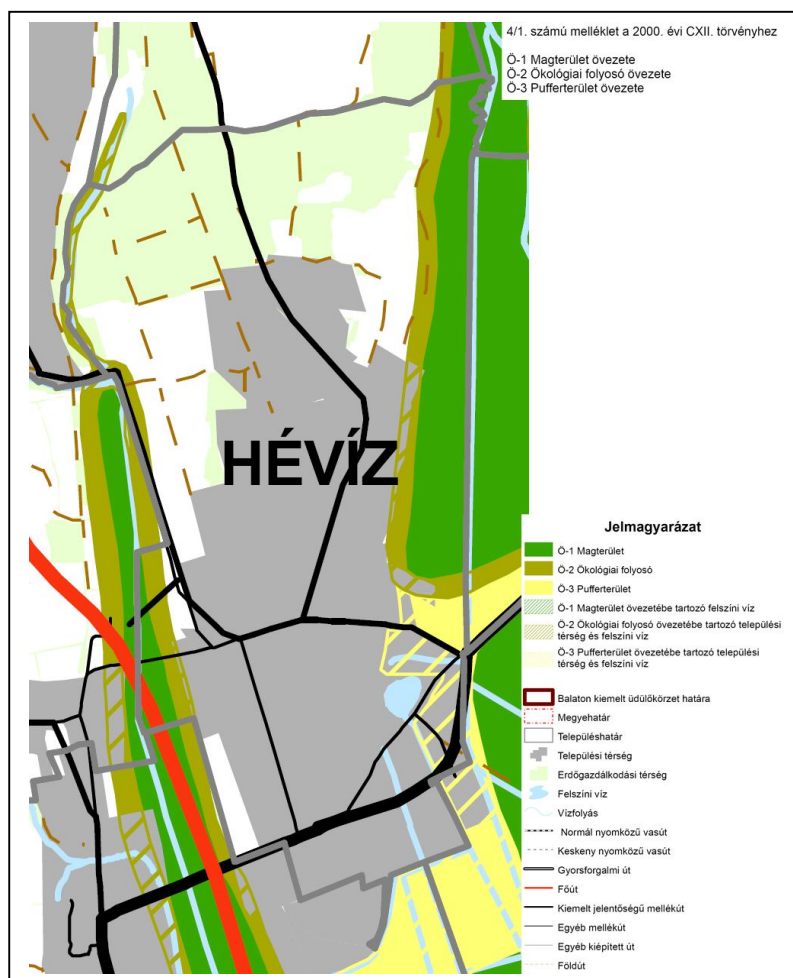 4/1. számú melléklet a 2000. évi CXII. törvényhez
Ö-1 Magterület övezete
Ö-2 Ökológiai folyosó övezete
Ö-3 Pufferterület övezete
HÉVÍZ
Jelmagyarázat
Ö-1 Magterület
Ö-2 Ökológiai folyosó
Ö-3 Pufferterület
Ö-1 Magterület övezetébe tartozó felszíni víz
Ö-2 Ökológiai folyosó övezetébe tartozó települési
térség és felszíni víz
Ö-3 Pufferterület övezetébe tartozó települési
térség és felszíni víz
Balaton kiemelt üdülőkörzet határa
Megyehatár
Településhatár
Települési térség
Erdőgazdálkodási térség
Felszíni víz
Vízfolyás
Normál nyomközű vasút
Keskeny nyomközű vasút
Gyorsforgalmi út
Főút
Kiemelt jelentőségű mellékút
Egyéb mellékút
Egyéb kiépített út
Földút